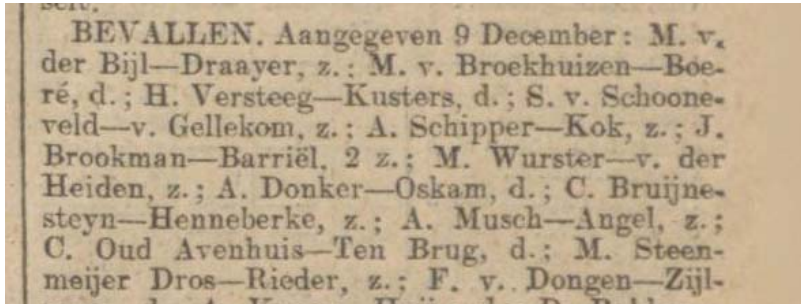 BEVALLEN. Aangegeven 9 December: M. v.
der Bijl—Draayer, z.; M. v. Broekhuizen—Boe-
ré, d.; H. Versteeg—Kusters, d.; S. v. Schoone-
veld—v. Gellekom, z.; A. Schipper—Kok, z.; J.
Brookman—Barriël, 2 z.; M. Wurster—v. der
Heiden, z.; A. Donker—Oskam, d.; C. Bruijne-
steyn—Henneberke, z.; A. Musch—Angel, z.;
C. Oud Avenhuis—Ten Brug, d.; M. Steen-
meijer Dros—Rieder, z.; F. v. Dongen—Zijl-